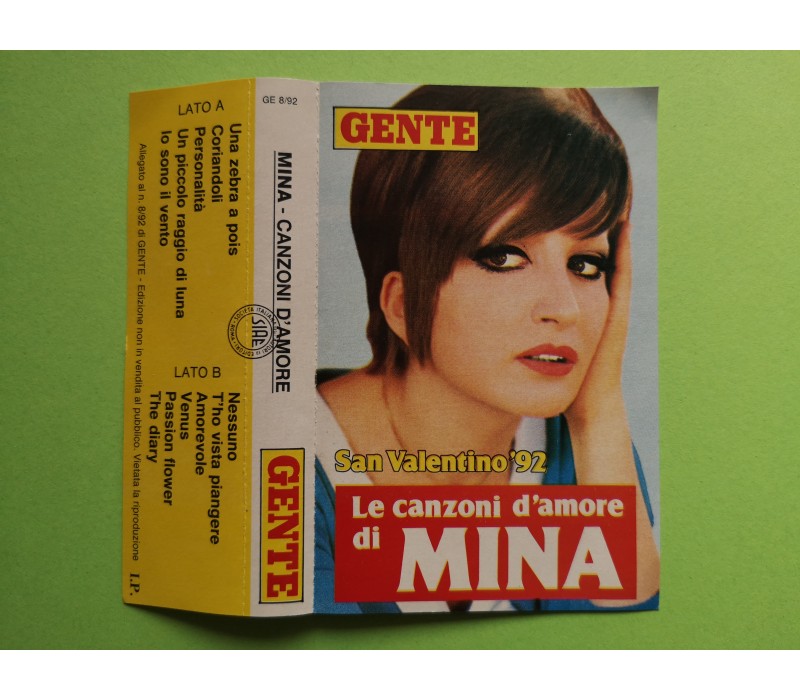 GENTE
San Valentino '92
Le canzoni d'amore
di MINA
GE 8/92
MINA - CANZONI D'AMORE
SIAE
GENTE
LATO A
Una zebra a pois
Coriandoli
Personalità
Un piccolo raggio di luna
Io sono il vento
LATO B
Nessuno
T'ho vista piangere
Amorevole
Venus
Passion flower
The diary
Allegato al n. 8/92 di GENTE - Edizione non in vendita al pubblico. Vietata la riproduzione
I.P.